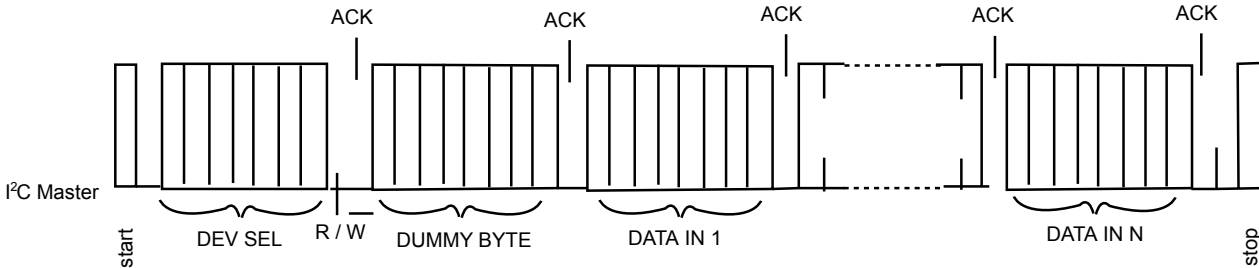 ACK ACK ACK ACK ACK
I²C Master
start DEV SEL R / W DUMMY BYTE DATA IN 1 DATA IN N stop